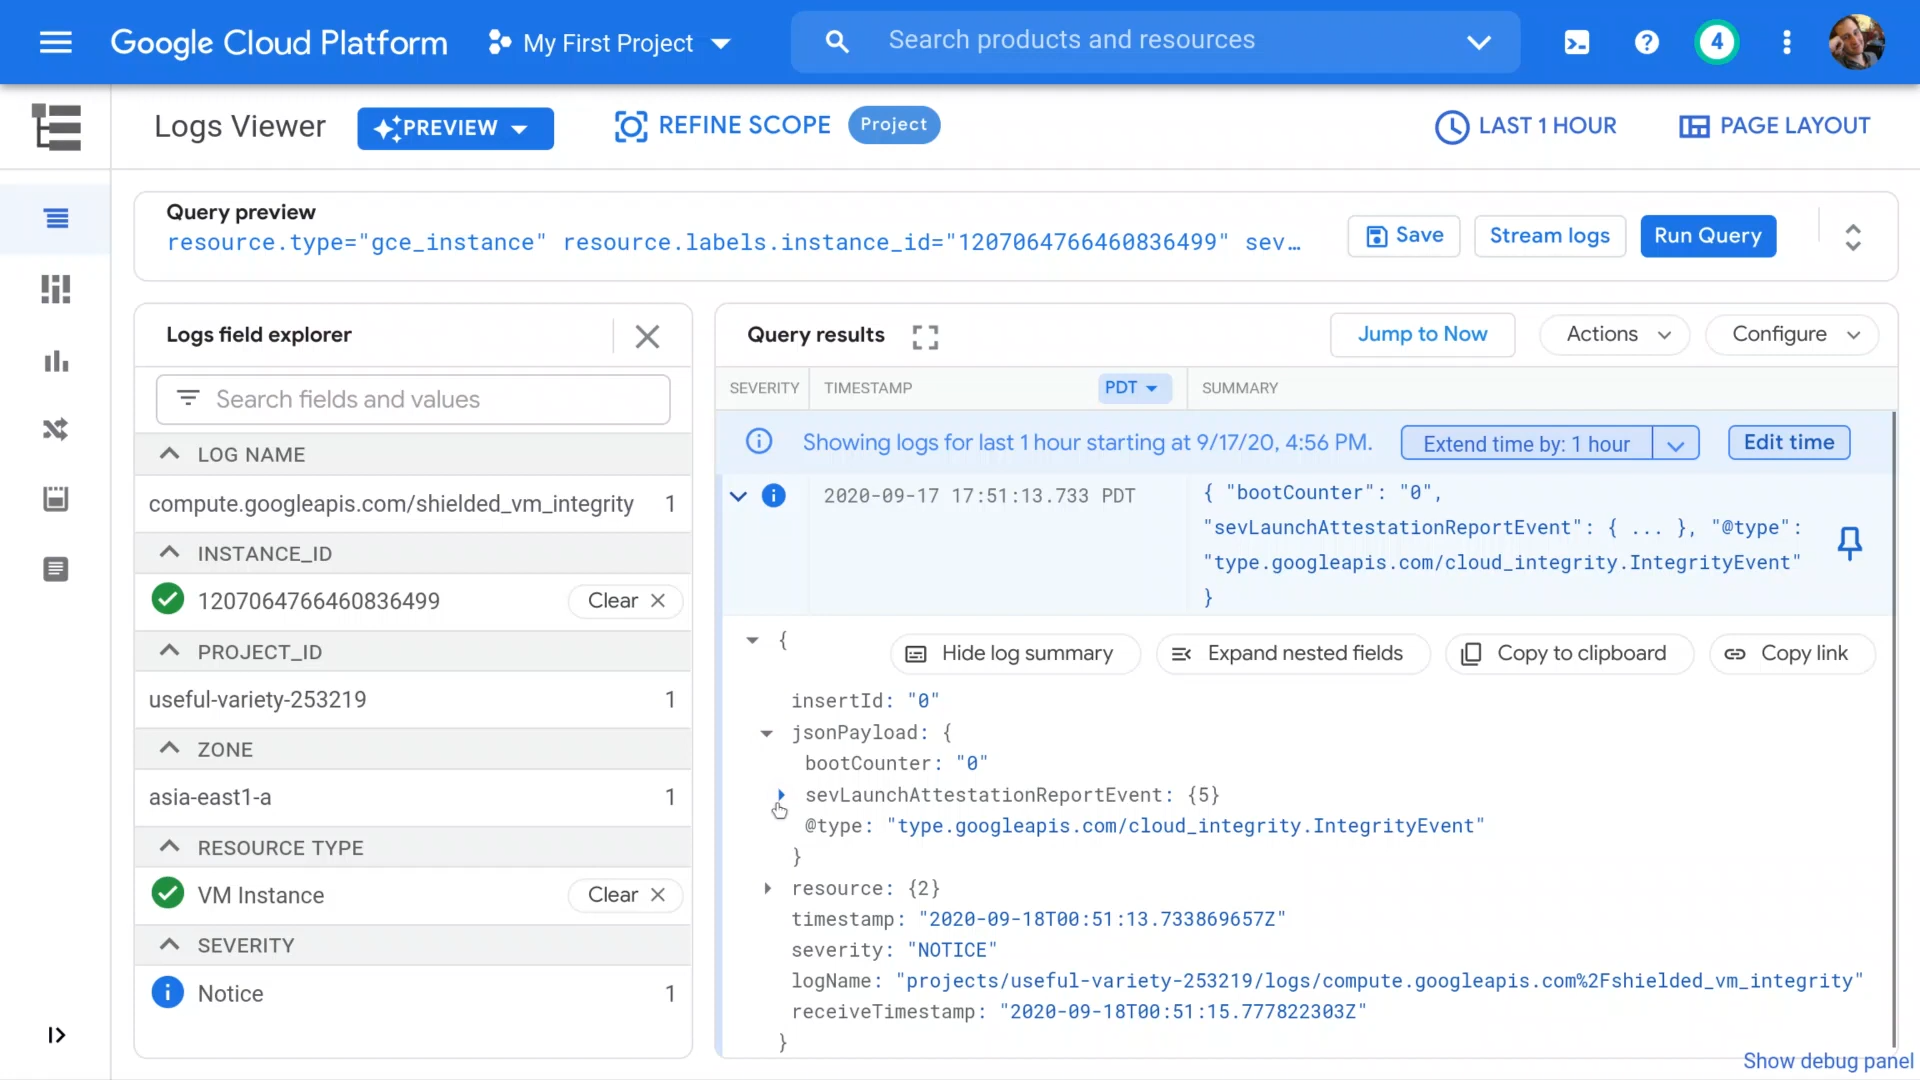 Google Cloud Platform
My First Project
Search products and resources
4
Logs Viewer
PREVIEW
REFINE SCOPE
Project
LAST 1 HOUR
PAGE LAYOUT
Query preview
resource.type="gce_instance" resource.labels.instance_id="1207064766460836499" sev…
Save
Stream logs
Run Query
Logs field explorer
Search fields and values
LOG NAME
compute.googleapis.com/shielded_vm_integrity 1
INSTANCE_ID
1207064766460836499 Clear
PROJECT_ID
useful-variety-253219 1
ZONE
asia-east1-a 1
RESOURCE TYPE
VM Instance Clear
SEVERITY
Notice 1
Query results
Jump to Now
Actions
Configure
SEVERITY TIMESTAMP PDT SUMMARY
Showing logs for last 1 hour starting at 9/17/20, 4:56 PM. Extend time by: 1 hour Edit time
2020-09-17 17:51:13.733 PDT
{ "bootCounter": "0",
"sevLaunchAttestationReportEvent": { ... }, "@type":
"type.googleapis.com/cloud_integrity.IntegrityEvent"
}
{
Hide log summary
Expand nested fields
Copy to clipboard
Copy link
insertId: "0"
jsonPayload: {
bootCounter: "0"
sevLaunchAttestationReportEvent: {5}
@type: "type.googleapis.com/cloud_integrity.IntegrityEvent"
}
resource: {2}
timestamp: "2020-09-18T00:51:13.733869657Z"
severity: "NOTICE"
logName: "projects/useful-variety-253219/logs/compute.googleapis.com%2Fshielded_vm_integrity"
receiveTimestamp: "2020-09-18T00:51:15.777822303Z"
}
Show debug panel